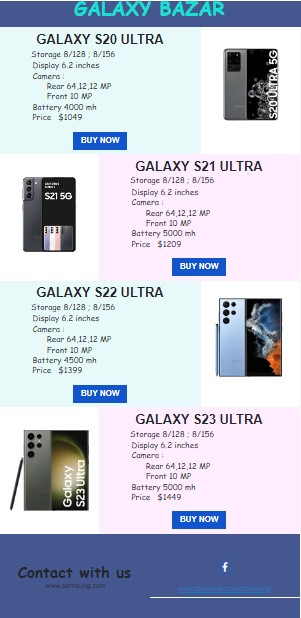 GALAXY BAZAR
GALAXY S20 ULTRA
Storage 8/128 ; 8/156
Display 6.2 inches
Camera :
Rear 64,12,12 MP
Front 10 MP
Battery 4000 mh
Price $1049
BUY NOW
S20 ULTRA 5G
GALAXY S21 ULTRA
Storage 8/128 ; 8/156
Display 6.2 inches
Camera :
Rear 64,12,12 MP
Front 10 MP
Battery 5000 mh
Price $1209
BUY NOW
S21 5G
GALAXY S22 ULTRA
Storage 8/128 ; 8/156
Display 6.2 inches
Camera :
Rear 64,12,12 MP
Front 10 MP
Battery 4500 mh
Price $1399
BUY NOW
GALAXY S23 ULTRA
Storage 8/128 ; 8/156
Display 6.2 inches
Camera :
Rear 64,12,12 MP
Front 10 MP
Battery 5000 mh
Price $1449
BUY NOW
Galaxy
S23 Ultra
Contact with us
www.samsung.com